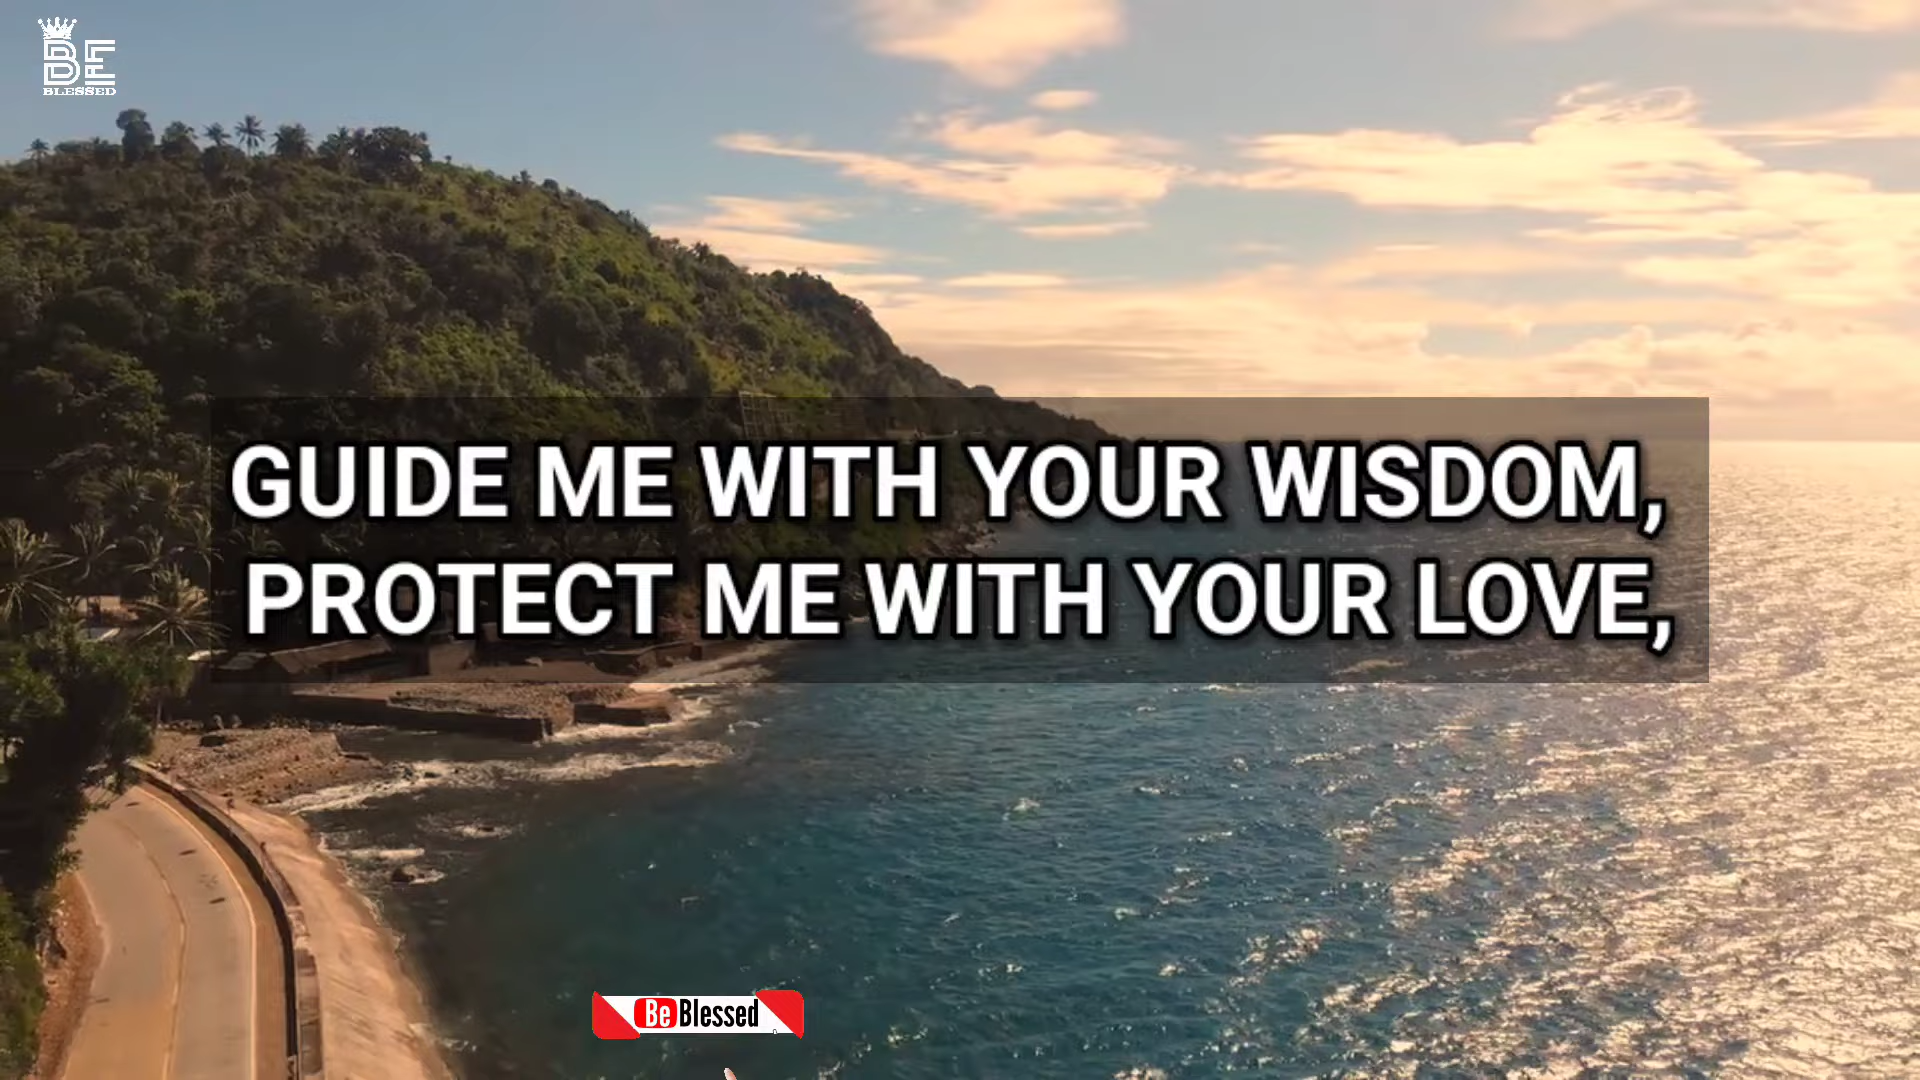 BE
BLESSED
GUIDE ME WITH YOUR WISDOM,
PROTECT ME WITH YOUR LOVE,
Be Blessed